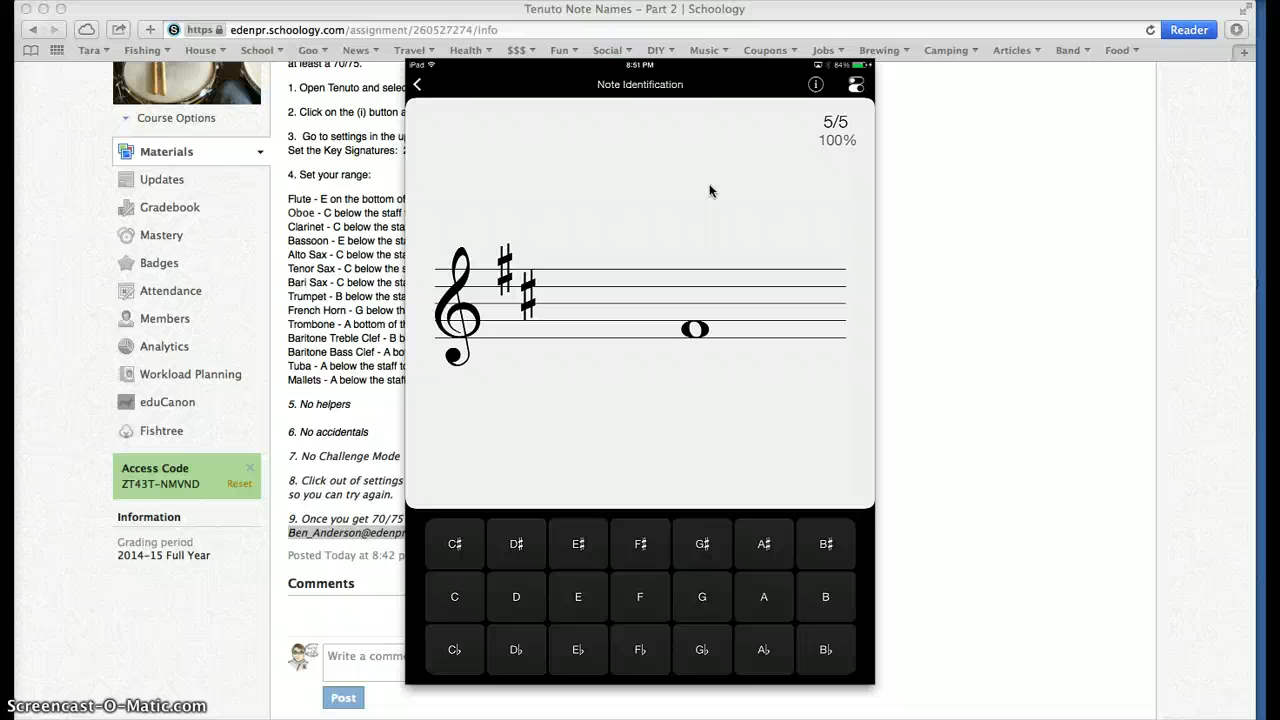 Tenuto Note Names – Part 2 | Schoology
S https edenpr.schoology.com/assignment/260527274/info Reader
Tara Fishing House School Goo News Travel Health $$$ Fun Social DIY Music Coupons Jobs Brewing Camping Articles Band Food
iPad 8:51 PM 84%
Note Identification
5/5
100%
Course Options
Materials
Updates
Gradebook
Mastery
Badges
Attendance
Members
Analytics
Workload Planning
eduCanon
Fishtree
Access Code
ZT43T-NMVND Reset
Information
Grading period
2014-15 Full Year
at least a 70/75.
1. Open Tenuto and selec
2. Click on the (i) button a
3. Go to settings in the u
Set the Key Signatures:
4. Set your range:
Flute - E on the bottom of
Oboe - C below the staff
Clarinet - C below the st
Bassoon - E below the sta
Alto Sax - C below the st
Tenor Sax - C below the s
Bari Sax - C below the st
Trumpet - B below the st
French Horn - G below th
Trombone - A bottom of th
Baritone Treble Clef - B b
Baritone Bass Clef - A bo
Tuba - A below the staff to
Mallets - A below the staf
5. No helpers
6. No accidentals
7. No Challenge Mode
8. Click out of settings
so you can try again.
9. Once you get 70/75
Ben_Anderson@edenpr
Posted Today at 8:42 p
Comments
Write a comme
Post
C♯ D♯ E♯ F♯ G♯ A♯ B♯
C D E F G A B
C♭ D♭ E♭ F♭ G♭ A♭ B♭
Screencast-O-Matic.com